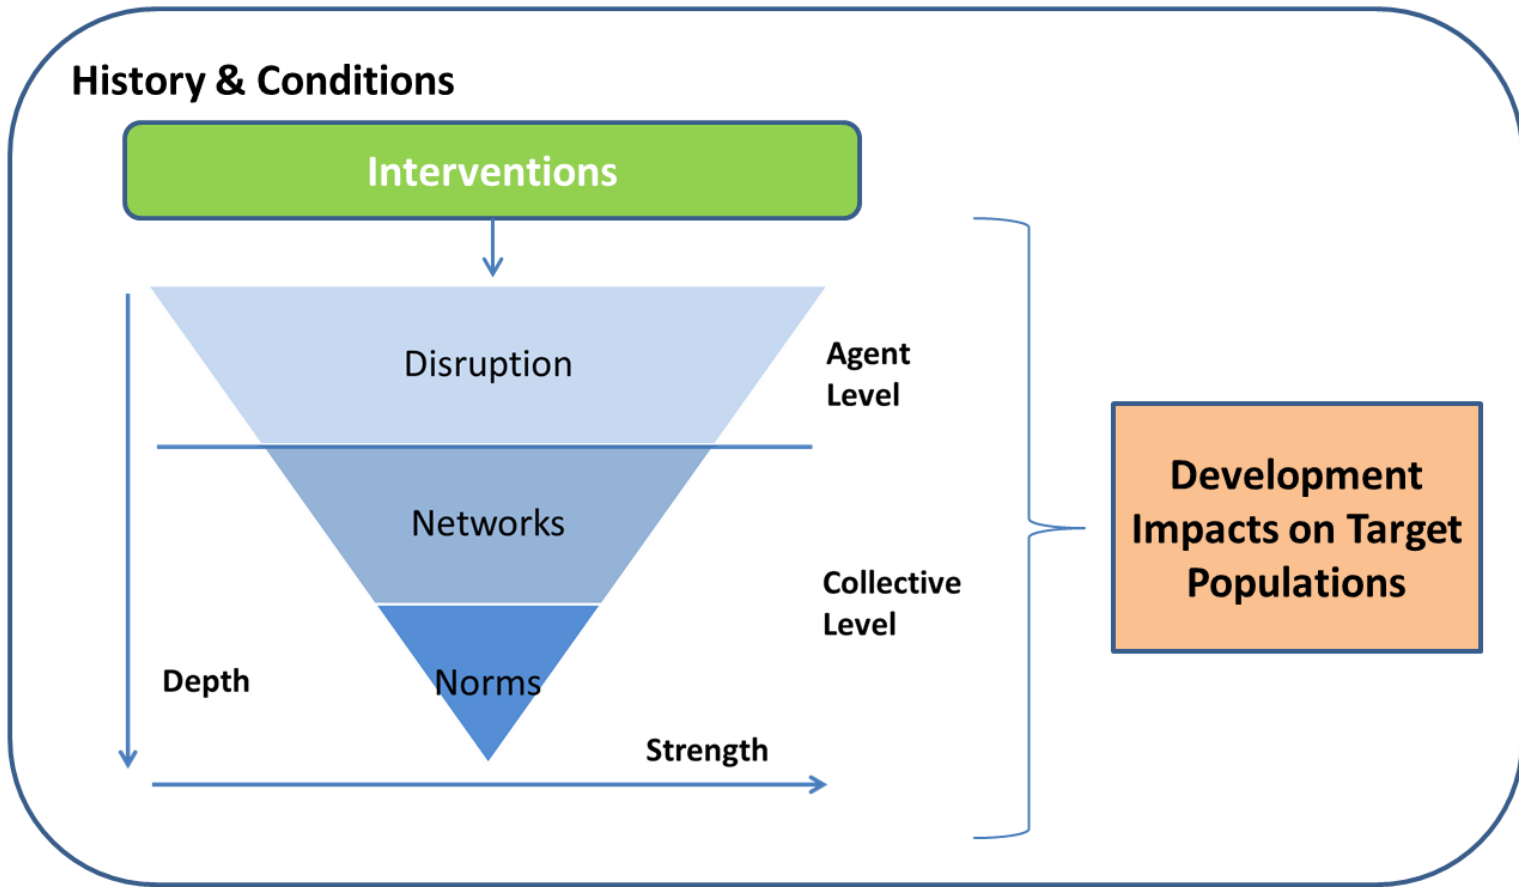 History & Conditions
Interventions
Disruption
Agent
Level
Networks
Collective
Level
Depth
Norms
Strength
Development
Impacts on Target
Populations